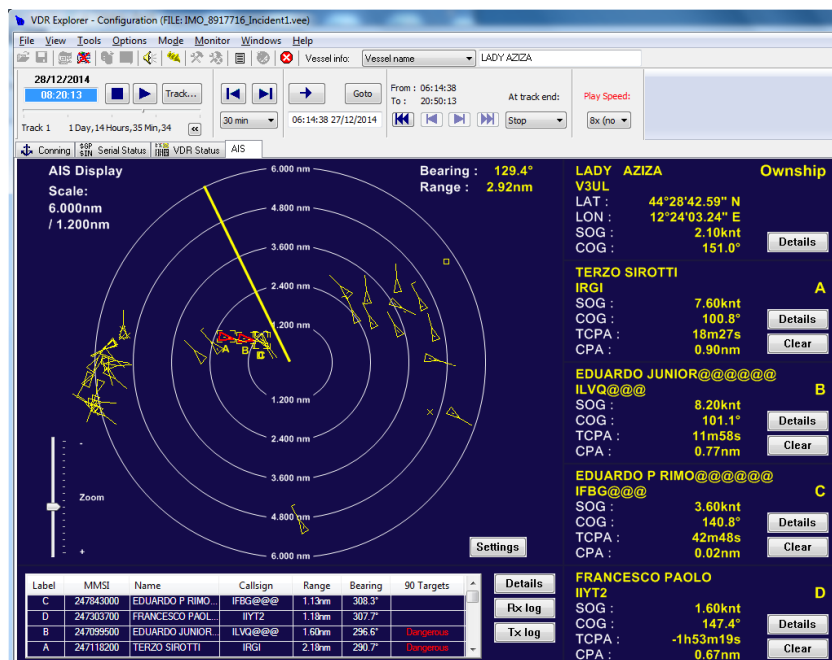 VDR Explorer - Configuration (FILE: IMO_8917716_Incident1.vee)
File View Tools Options Mode Monitor Windows Help
Vessel info: Vessel name LADY AZIZA
28/12/2014
08:20:13
Track...
Track 1 1 Day,14 Hours,35 Min,34 <<
30 min
Goto
06:14:38 27/12/2014
From : 06:14:38
To : 20:50:13
At track end:
Stop
Play Speed:
8x (no
Conning Serial Status VDR Status AIS
AIS Display
Scale:
6.000nm
/ 1.200nm
Bearing : 129.4°
Range : 2.92nm
6.000 nm
4.800 nm
3.600 nm
2.400 nm
1.200 nm
A B C
1.200 nm
2.400 nm
3.600 nm
4.800 nm
6.000 nm
-
Zoom
+
Settings
LADY AZIZA Ownship
V3UL
LAT : 44°28'42.59" N
LON : 12°24'03.24" E
SOG : 2.10knt
COG : 151.0°
Details
TERZO SIROTTI
IRGI A
SOG : 7.60knt
COG : 100.8°
TCPA : 18m27s
CPA : 0.90nm
Details
Clear
EDUARDO JUNIOR@@@@@@
ILVQ@@@ B
SOG : 8.20knt
COG : 101.1°
TCPA : 11m58s
CPA : 0.77nm
Details
Clear
EDUARDO P RIMO@@@@@@
IFBG@@@ C
SOG : 3.60knt
COG : 140.8°
TCPA : 42m48s
CPA : 0.02nm
Details
Clear
FRANCESCO PAOLO
IIYT2 D
SOG : 1.60knt
COG : 147.4°
TCPA : -1h53m19s
CPA : 0.67nm
Details
Clear
Label MMSI Name Callsign Range Bearing 90 Targets
C 247843000 EDUARDO P RIMO... IFBG@@@ 1.13nm 308.3°
D 247303700 FRANCESCO PAOL... IIYT2 1.18nm 307.7°
B 247099500 EDUARDO JUNIOR... ILVQ@@@ 1.60nm 296.6° Dangerous
A 247118200 TERZO SIROTTI IRGI 2.18nm 290.7° Dangerous
Details
Rx log
Tx log